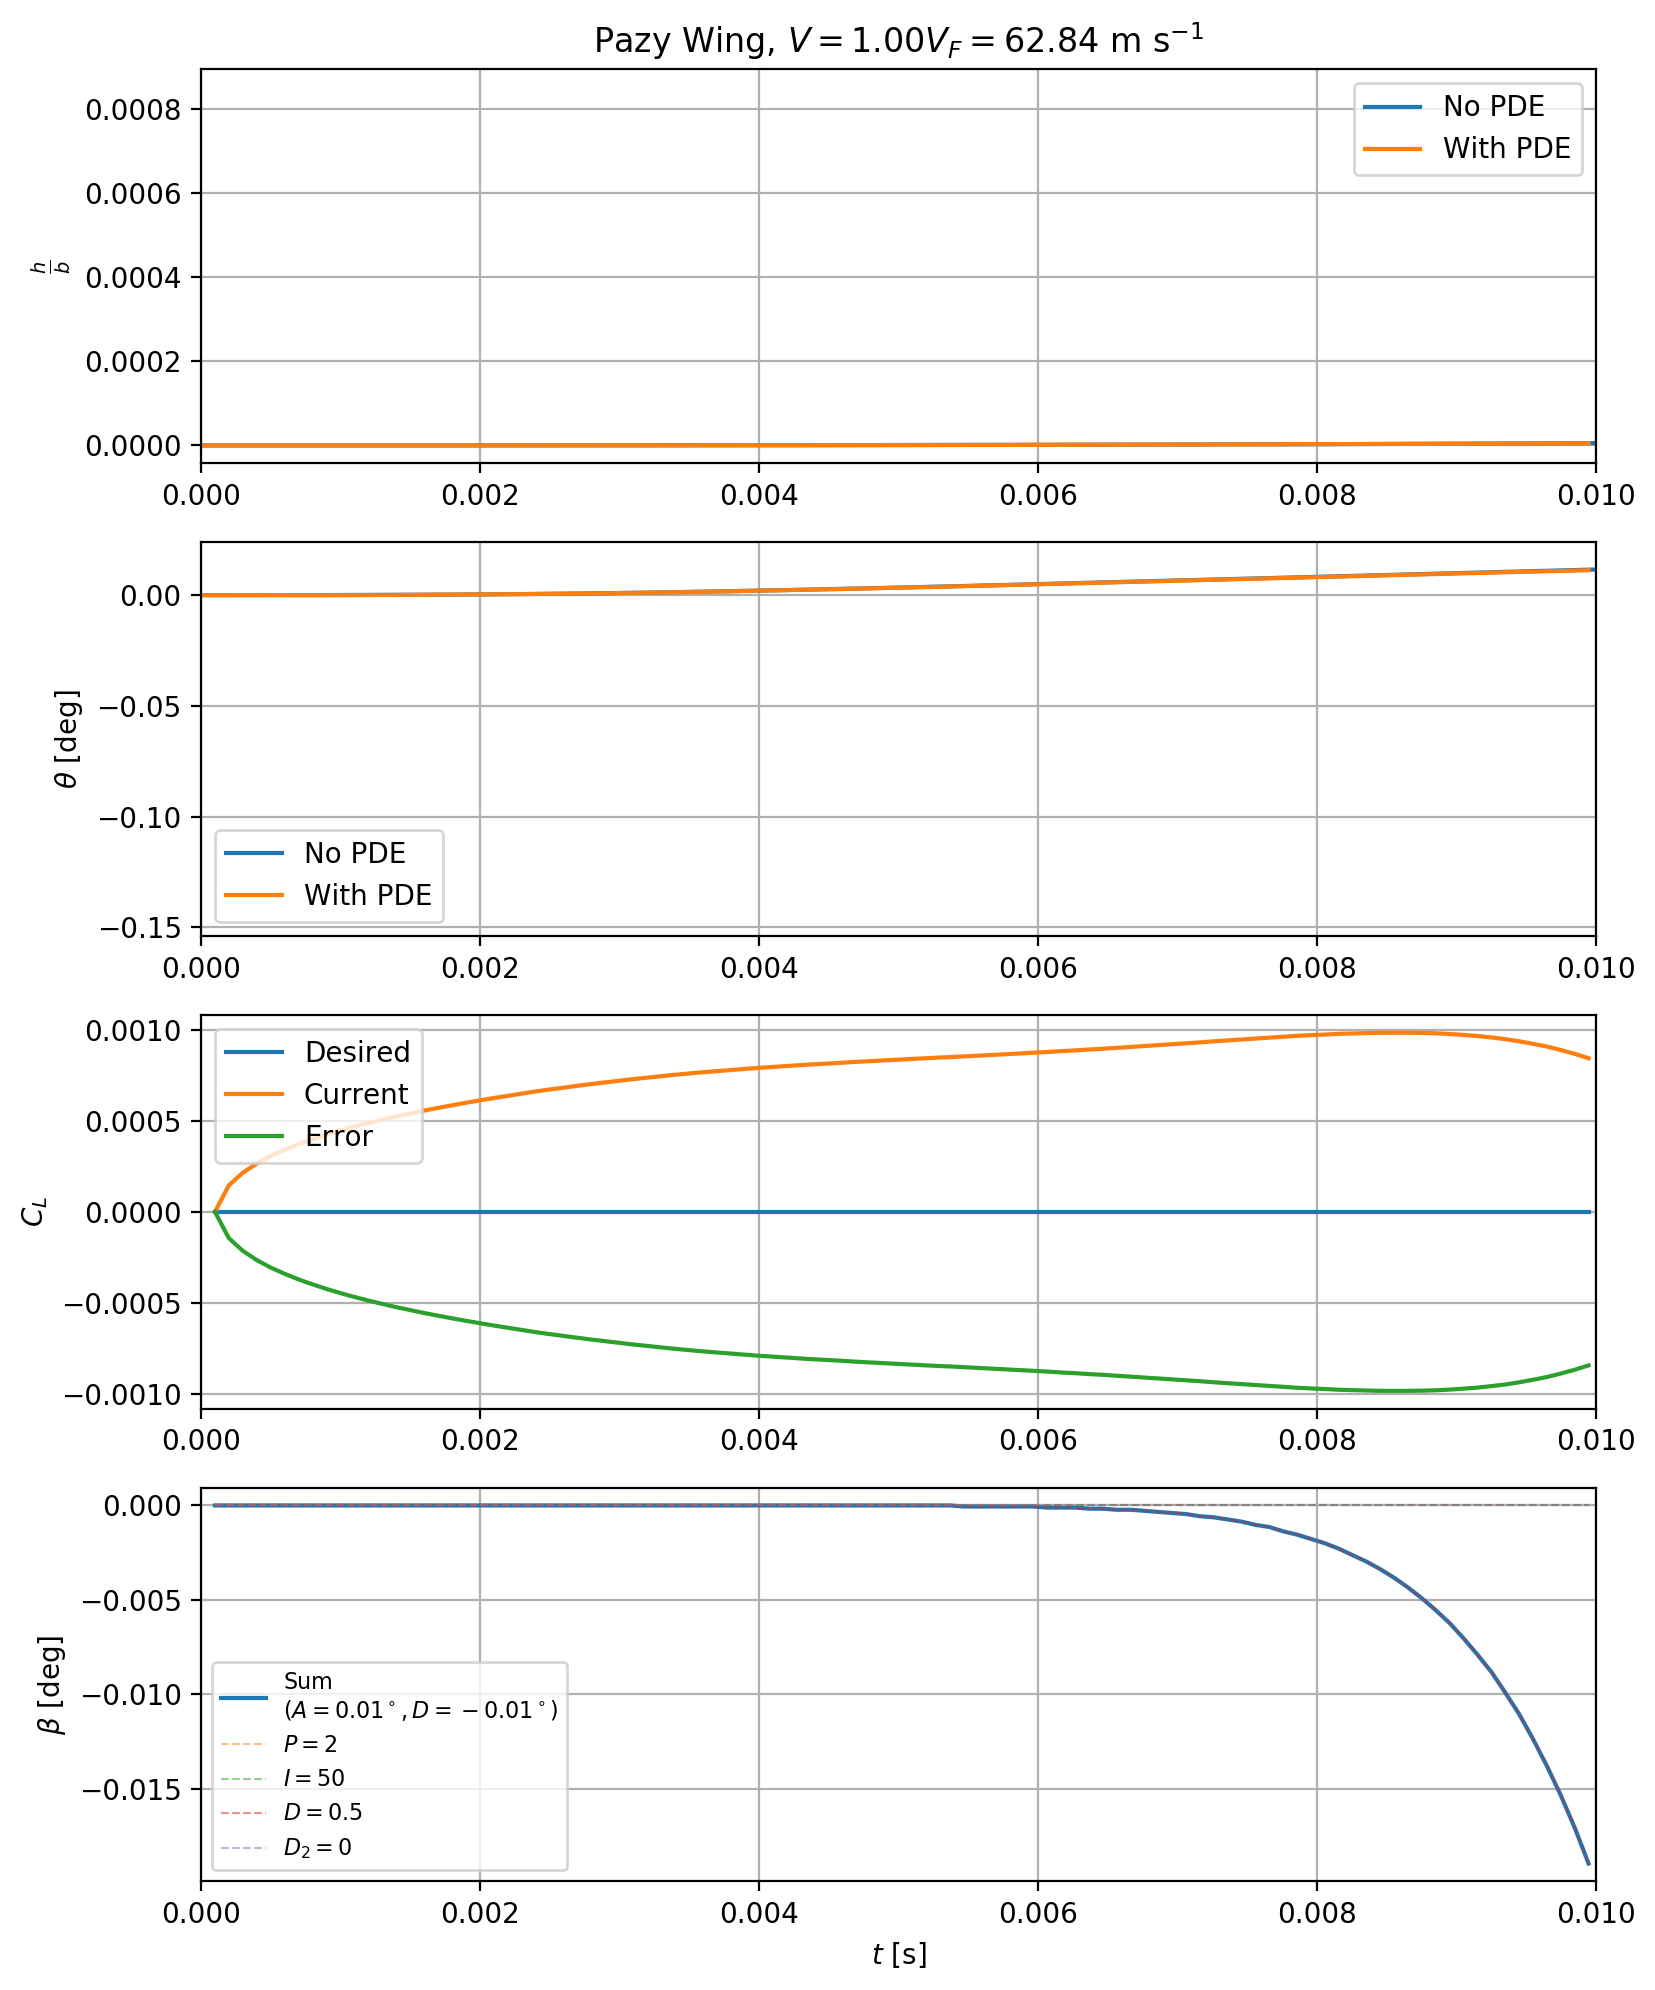 Pazy Wing, V = 1.00V_F = 62.84 m s⁻¹
0.0008
0.0006
0.0004
0.0002
0.0000
h/b
No PDE
With PDE
0.000 0.002 0.004 0.006 0.008 0.010
0.00
−0.05
−0.10
−0.15
θ [deg]
No PDE
With PDE
0.000 0.002 0.004 0.006 0.008 0.010
0.0010
0.0005
0.0000
−0.0005
−0.0010
C_L
Desired
Current
Error
0.000 0.002 0.004 0.006 0.008 0.010
0.000
−0.005
−0.010
−0.015
β [deg]
Sum
(A = 0.01°, D = −0.01°)
P = 2
I = 50
D = 0.5
D₂ = 0
0.000 0.002 0.004 0.006 0.008 0.010
t [s]